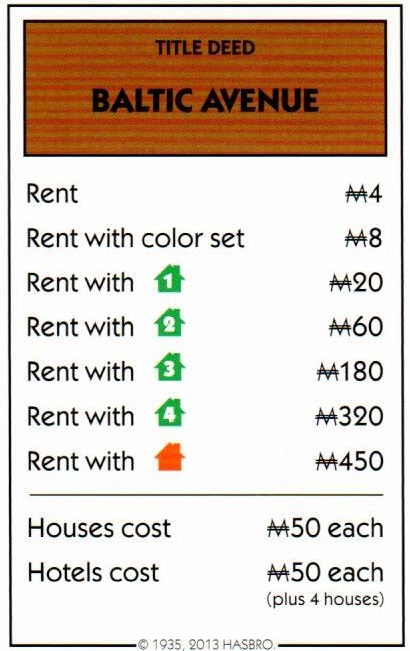 TITLE DEED
BALTIC AVENUE
Rent ₩4
Rent with color set ₩8
Rent with 1 ₩20
Rent with 2 ₩60
Rent with 3 ₩180
Rent with 4 ₩320
Rent with ₩450
Houses cost ₩50 each
Hotels cost ₩50 each
(plus 4 houses)
© 1935, 2013 HASBRO.